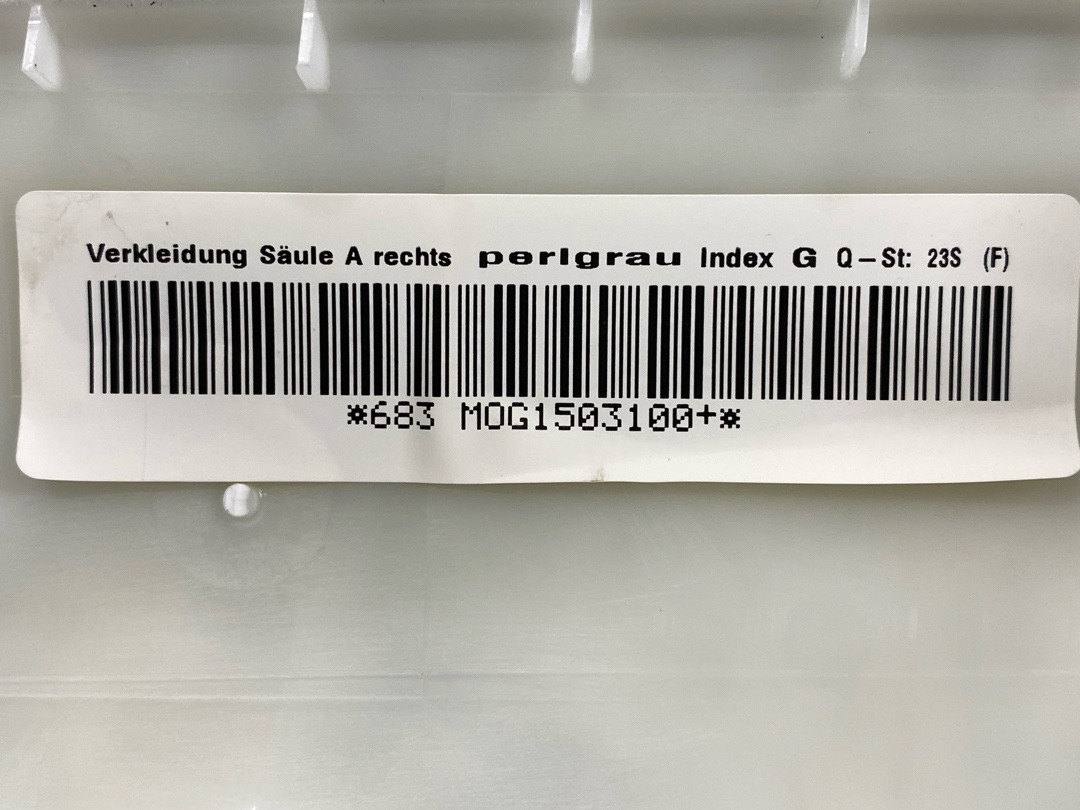 Verkleidung Säule A rechts perlgrau Index G Q-St: 23S (F)
*683 MOG1503100+*